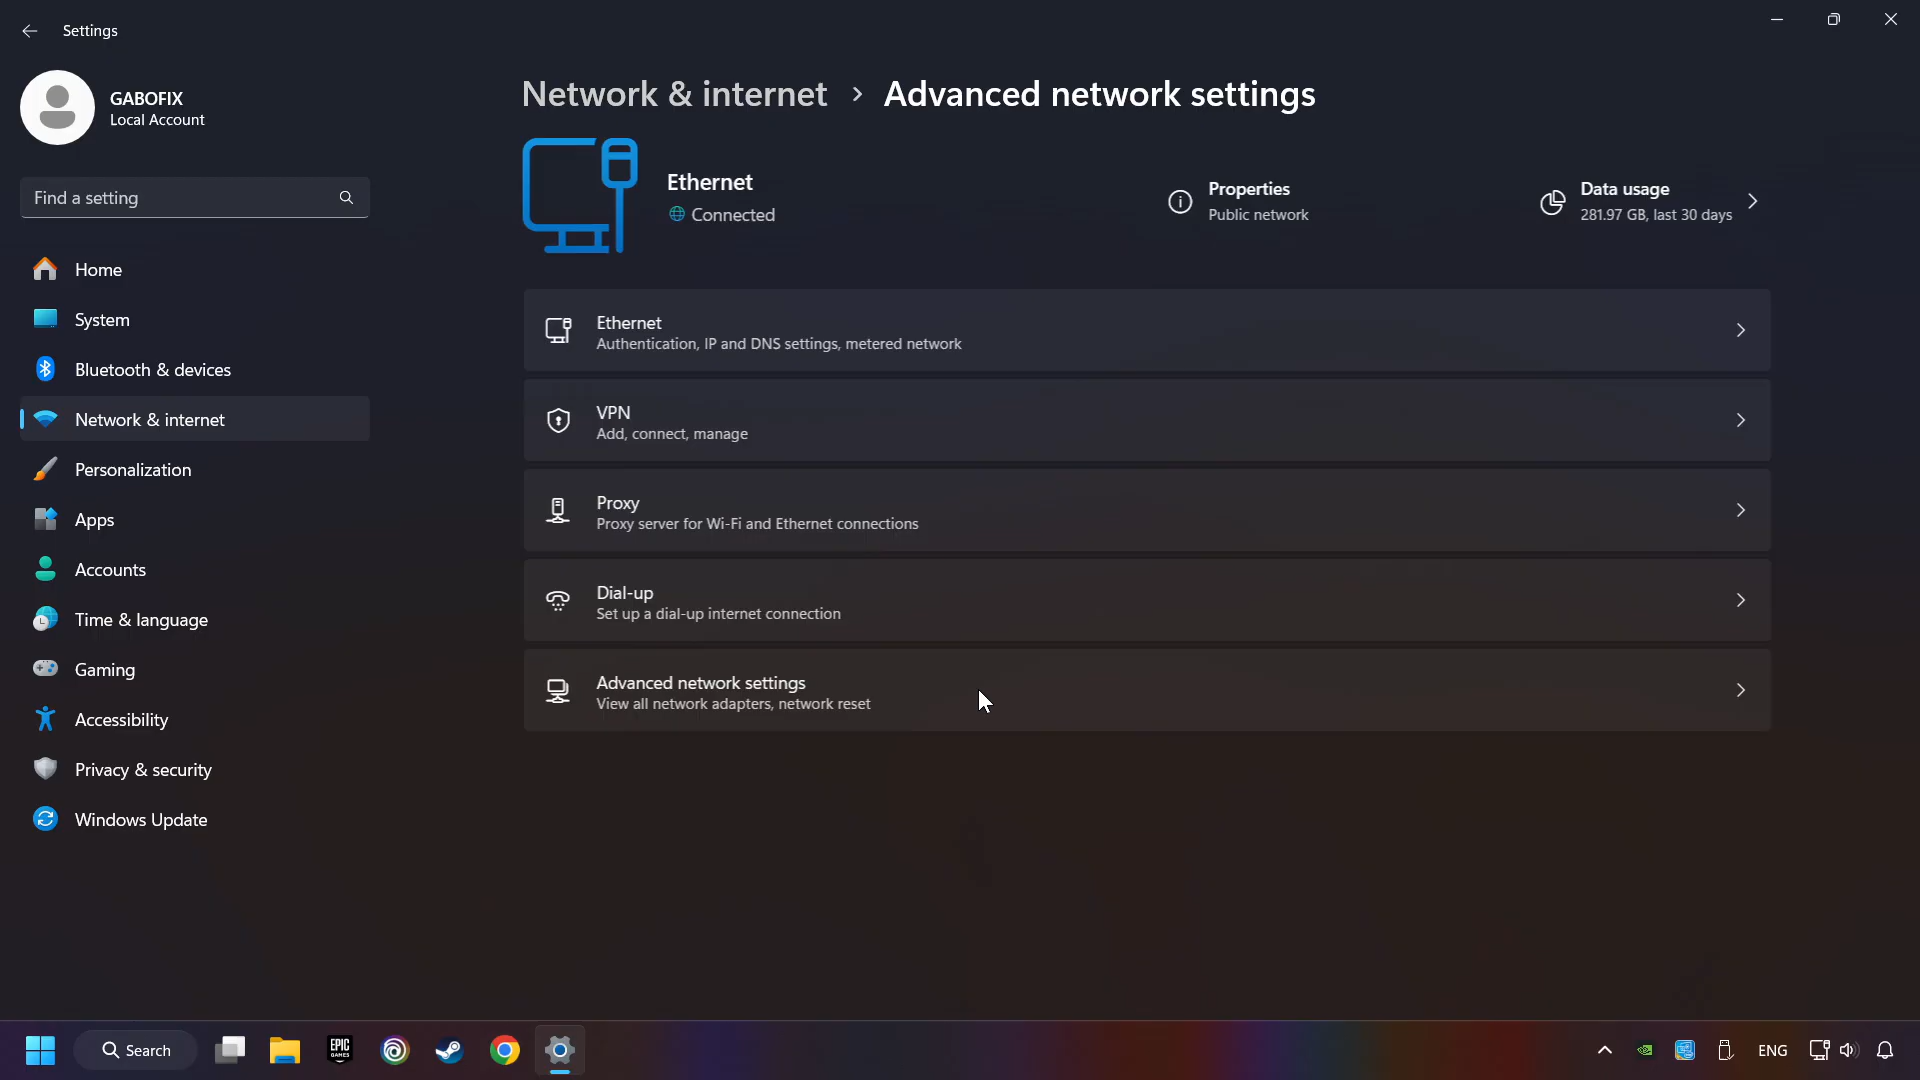 Settings
GABOFIX
Local Account
Find a setting
Home
System
Bluetooth & devices
Network & internet
Personalization
Apps
Accounts
Time & language
Gaming
Accessibility
Privacy & security
Windows Update
Network & internet › Advanced network settings
Ethernet
Connected
Properties
Public network
Data usage
281.97 GB, last 30 days
Ethernet
Authentication, IP and DNS settings, metered network
VPN
Add, connect, manage
Proxy
Proxy server for Wi-Fi and Ethernet connections
Dial-up
Set up a dial-up internet connection
Advanced network settings
View all network adapters, network reset
Search
EPIC
GAMES
ENG